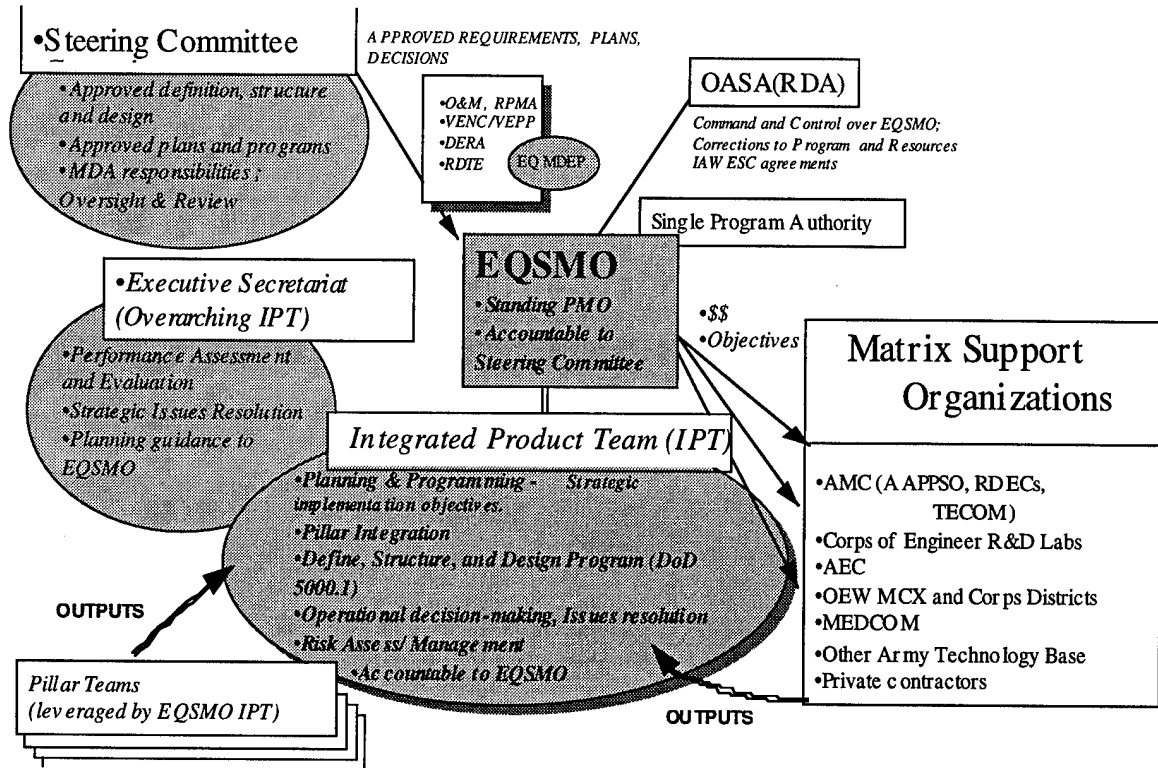 •Steering Committee
•Approved definition, structure
and design
•Approved plans and programs
•MDA responsibilities;
Oversight & Review
APPROVED REQUIREMENTS, PLANS,
DECISIONS
•O&M, RPMA
•VENC/VEPP
•DERA
•RDTE
EQ MDEP
OASA(RDA)
Command and Control over EQSMO;
Corrections to Program and Resources
IAW ESC agreements
Single Program Authority
EQSMO
•Standing PMO
•Accountable to
Steering Committee
•Executive Secretariat
(Overarching IPT)
•Performance Assessment
and Evaluation
•Strategic Issues Resolution
•Planning guidance to
EQSMO
•$$
•Objectives
Matrix Support
Organizations
•AMC (AAPPSO, RDECs,
TECOM)
•Corps of Engineer R&D Labs
•AEC
•OEW MCX and Corps Districts
•MEDCOM
•Other Army Technology Base
•Private contractors
Integrated Product Team (IPT)
•Planning & Programming - Strategic
implementation objectives.
•Pillar Integration
•Define, Structure, and Design Program (DoD
5000.1)
•Operational decision-making, Issues resolution
•Risk Assess/Management
•Accountable to EQSMO
OUTPUTS
Pillar Teams
(leveraged by EQSMO IPT)
OUTPUTS